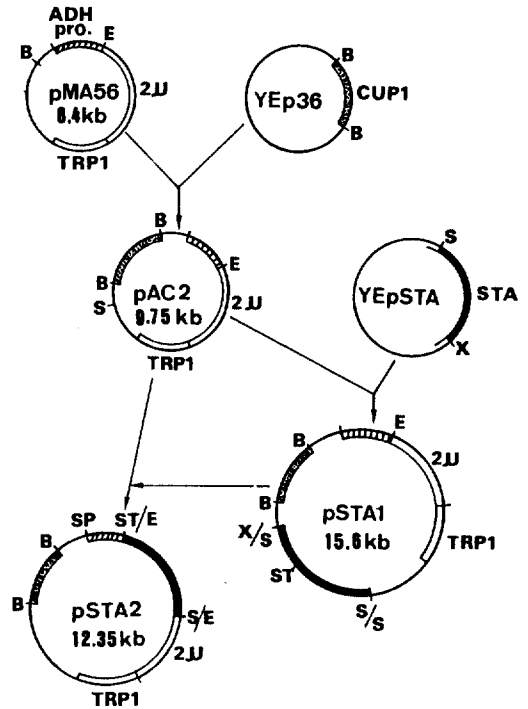 ADH
pro.
B
E
pMA56
8.4kb
2μ
TRP1
B
YEp36
CUP1
B
B
E
B
pAC2
S
9.75 kb
2μ
TRP1
S
YEpSTA
STA
X
E
B
2μ
B
pSTA1
X/S
15.6kb
TRP1
ST
S/S
SP
ST/E
B
B
pSTA2
S/E
12.35kb
2μ
TRP1